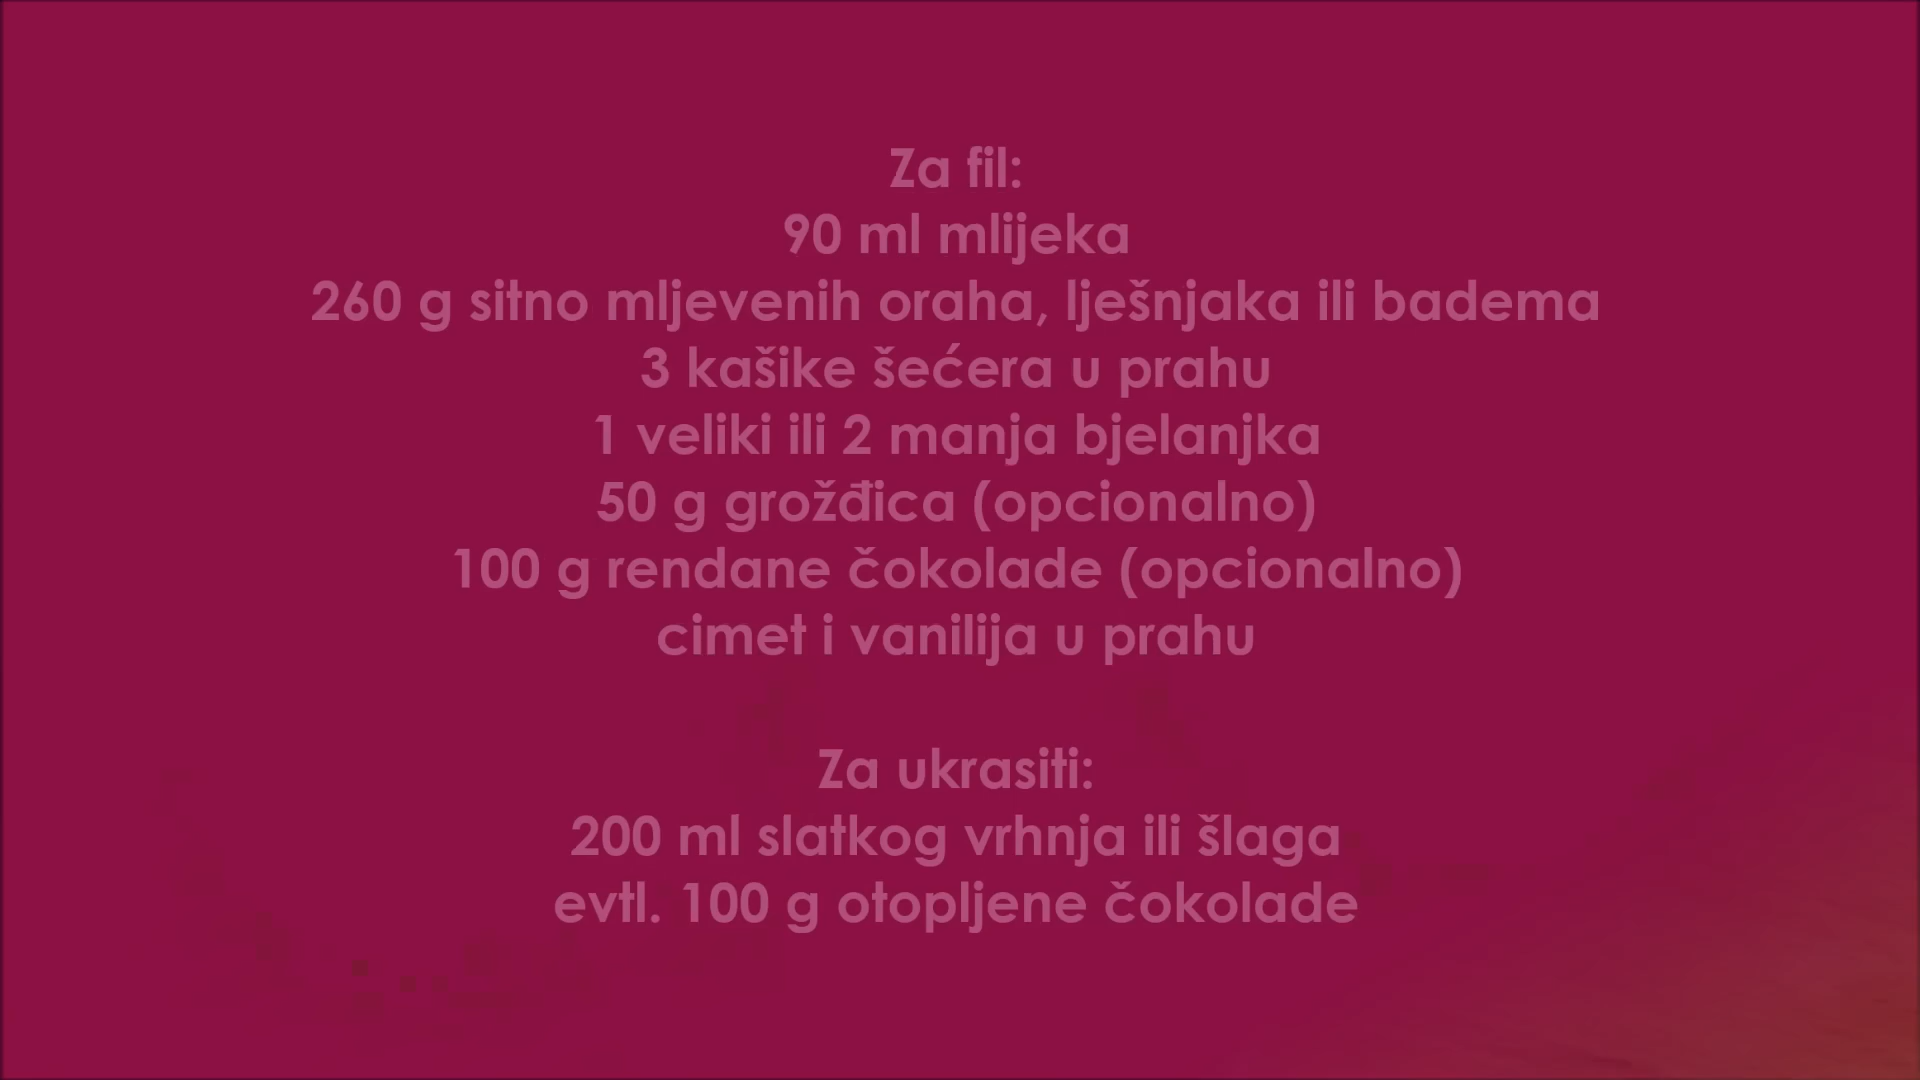 Za fil:
90 ml mlijeka
260 g sitno mljevenih oraha, lješnjaka ili badema
3 kašike šećera u prahu
1 veliki ili 2 manja bjelanjka
50 g grožđica (opcionalno)
100 g rendane čokolade (opcionalno)
cimet i vanilija u prahu
Za ukrasiti:
200 ml slatkog vrhnja ili šlaga
evtl. 100 g otopljene čokolade